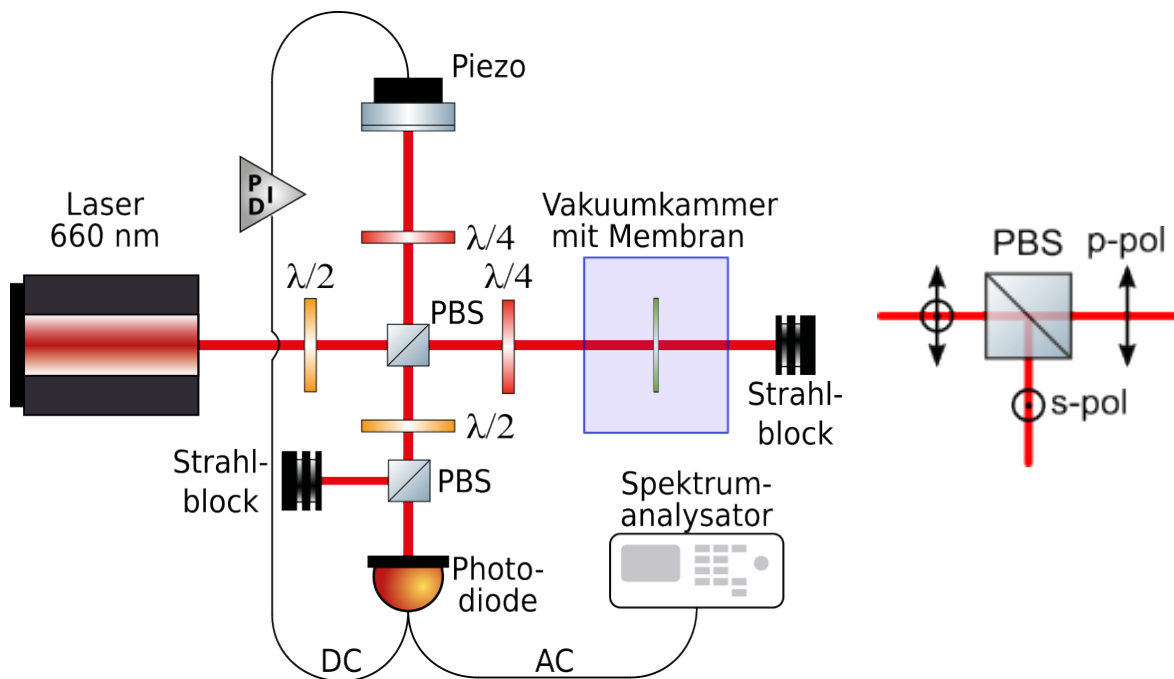 Piezo
P
I
D
Laser
660 nm
λ/2
λ/4
λ/4
PBS
Vakuumkammer
mit Membran
Strahl-
block
λ/2
Strahl-
block
PBS
Photo-
diode
Spektrum-
analysator
DC
AC
PBS
p-pol
s-pol